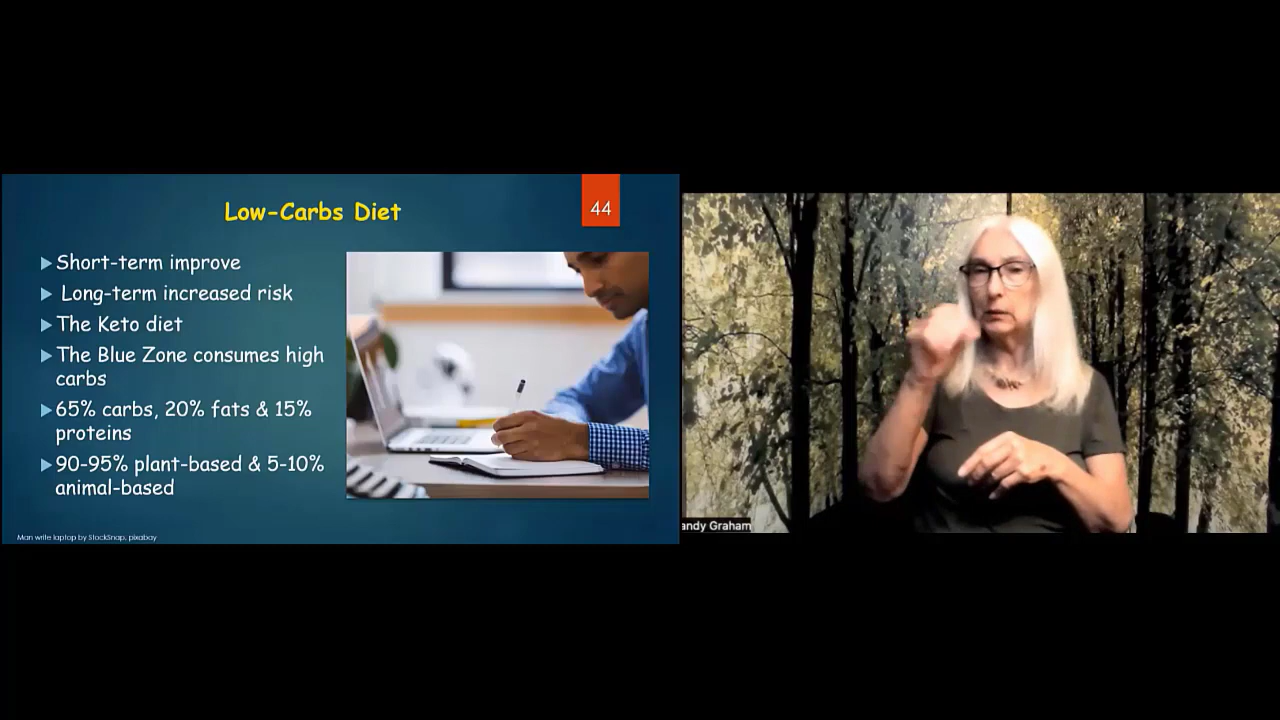 Low-Carbs Diet
44
Short-term improve
Long-term increased risk
The Keto diet
The Blue Zone consumes high
carbs
65% carbs, 20% fats & 15%
proteins
90-95% plant-based & 5-10%
animal-based
Man write laptop by StockSnap, pixabay
andy Graham